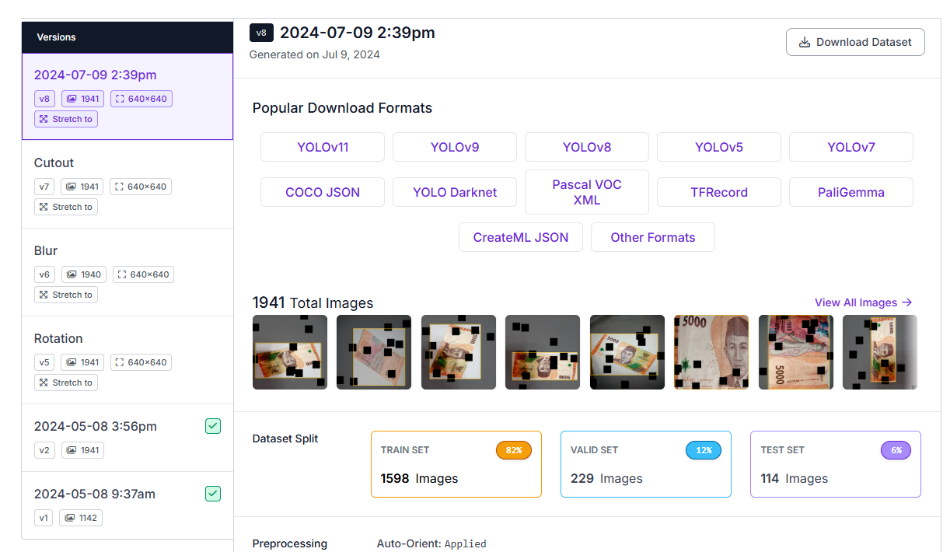 Versions
2024-07-09 2:39pm
v8 1941 640×640
Stretch to
Cutout
v7 1941 640×640
Stretch to
Blur
v6 1940 640×640
Stretch to
Rotation
v5 1941 640×640
Stretch to
2024-05-08 3:56pm
v2 1941
2024-05-08 9:37am
v1 1142
v8 2024-07-09 2:39pm
Generated on Jul 9, 2024
Download Dataset
Popular Download Formats
YOLOv11 YOLOv9 YOLOv8 YOLOv5 YOLOv7
COCO JSON YOLO Darknet Pascal VOC XML TFRecord PaliGemma
CreateML JSON Other Formats
1941 Total Images
View All Images →
5000
5000
Dataset Split
TRAIN SET 82%
1598 Images
VALID SET 12%
229 Images
TEST SET 6%
114 Images
Preprocessing Auto-Orient: Applied